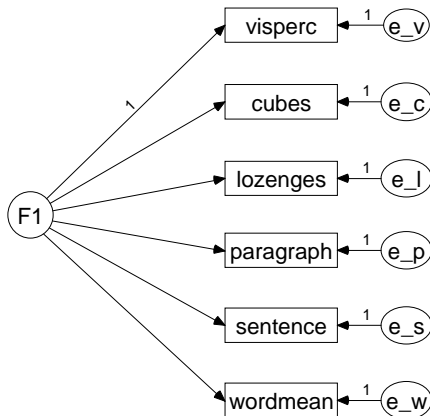 visperc 1 e_v
1
cubes 1 e_c
lozenges 1 e_l
F1
paragraph 1 e_p
sentence 1 e_s
wordmean 1 e_w